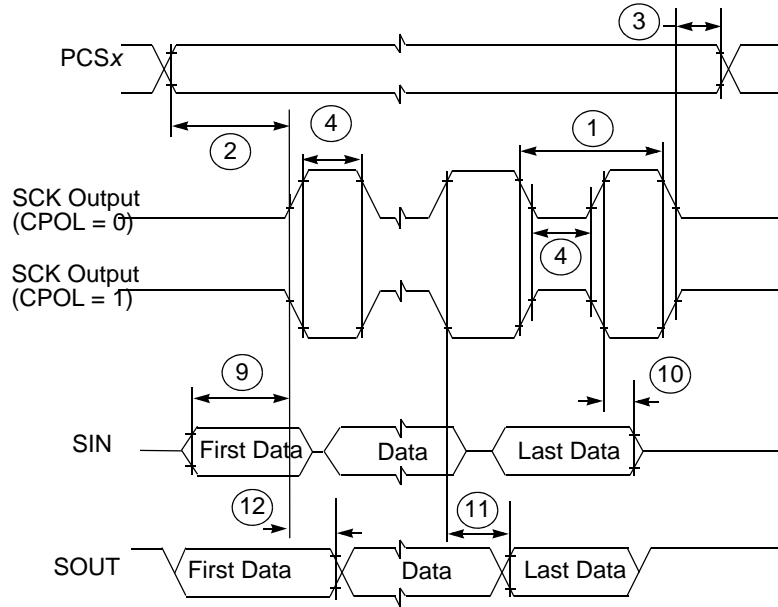 3
PCSx
2
4
1
SCK Output
(CPOL = 0)
4
SCK Output
(CPOL = 1)
9
10
SIN
First Data
Data
Last Data
12
11
SOUT
First Data
Data
Last Data